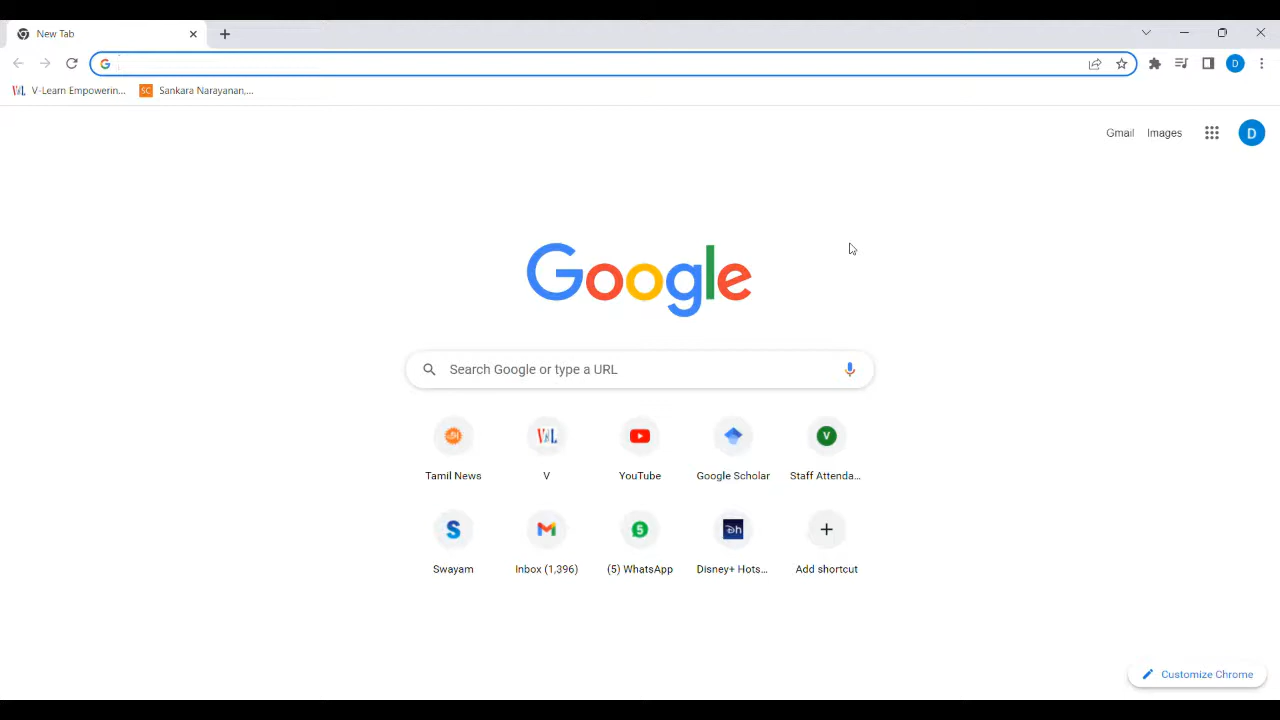 New Tab
V-Learn Empowerin...
SC Sankara Narayanan,...
D
Gmail Images D
Google
Search Google or type a URL
Tamil News V YouTube Google Scholar Staff Attenda...
Swayam Inbox (1,396) (5) WhatsApp Disney+ Hots... Add shortcut
Customize Chrome